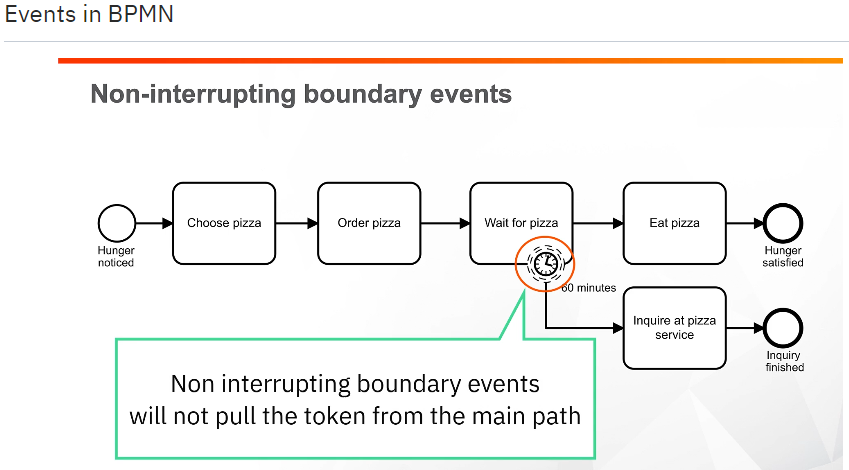 Events in BPMN
Non-interrupting boundary events
Choose pizza
Order pizza
Wait for pizza
Eat pizza
Hunger
noticed
Hunger
satisfied
60 minutes
Inquire at pizza
service
Inquiry
finished
Non interrupting boundary events
will not pull the token from the main path